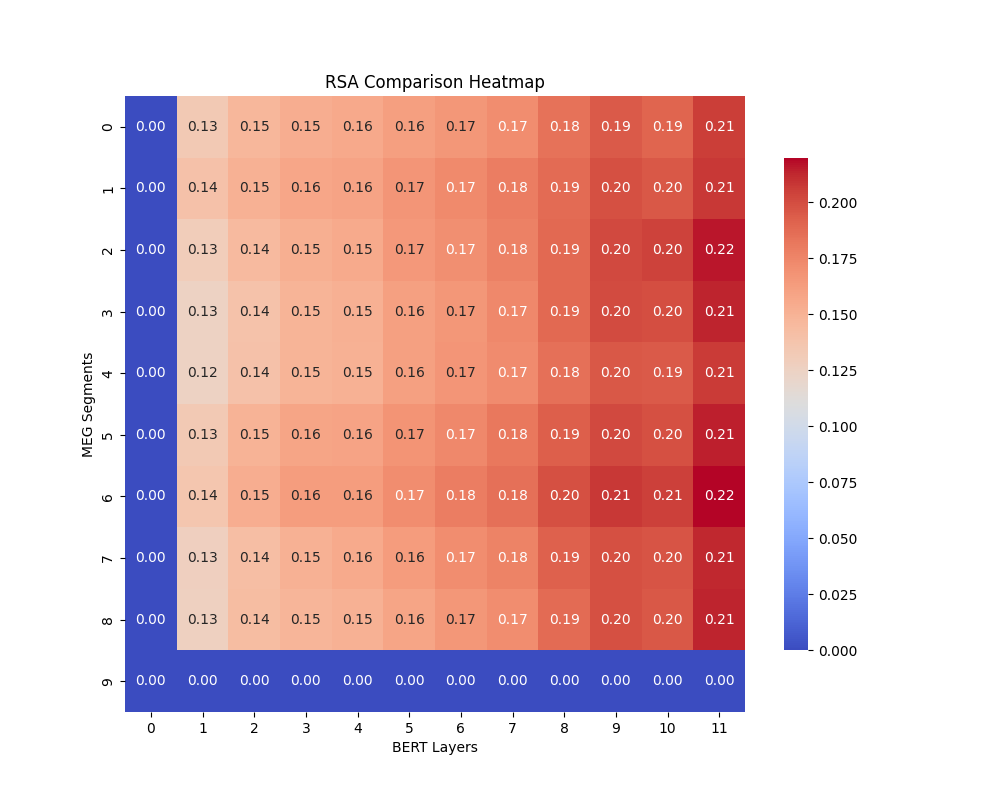 RSA Comparison Heatmap
0 0.00 0.13 0.15 0.15 0.16 0.16 0.17 0.17 0.18 0.19 0.19 0.21
1 0.00 0.14 0.15 0.16 0.16 0.17 0.17 0.18 0.19 0.20 0.20 0.21
2 0.00 0.13 0.14 0.15 0.15 0.17 0.17 0.18 0.19 0.20 0.20 0.22
3 0.00 0.13 0.14 0.15 0.15 0.16 0.17 0.17 0.19 0.20 0.20 0.21
4 0.00 0.12 0.14 0.15 0.15 0.16 0.17 0.17 0.18 0.20 0.19 0.21
5 0.00 0.13 0.15 0.16 0.16 0.17 0.17 0.18 0.19 0.20 0.20 0.21
6 0.00 0.14 0.15 0.16 0.16 0.17 0.18 0.18 0.20 0.21 0.21 0.22
7 0.00 0.13 0.14 0.15 0.16 0.16 0.17 0.18 0.19 0.20 0.20 0.21
8 0.00 0.13 0.14 0.15 0.15 0.16 0.17 0.17 0.19 0.20 0.20 0.21
9 0.00 0.00 0.00 0.00 0.00 0.00 0.00 0.00 0.00 0.00 0.00 0.00
0 1 2 3 4 5 6 7 8 9 10 11
BERT Layers
MEG Segments
0.200
0.175
0.150
0.125
0.100
0.075
0.050
0.025
0.000